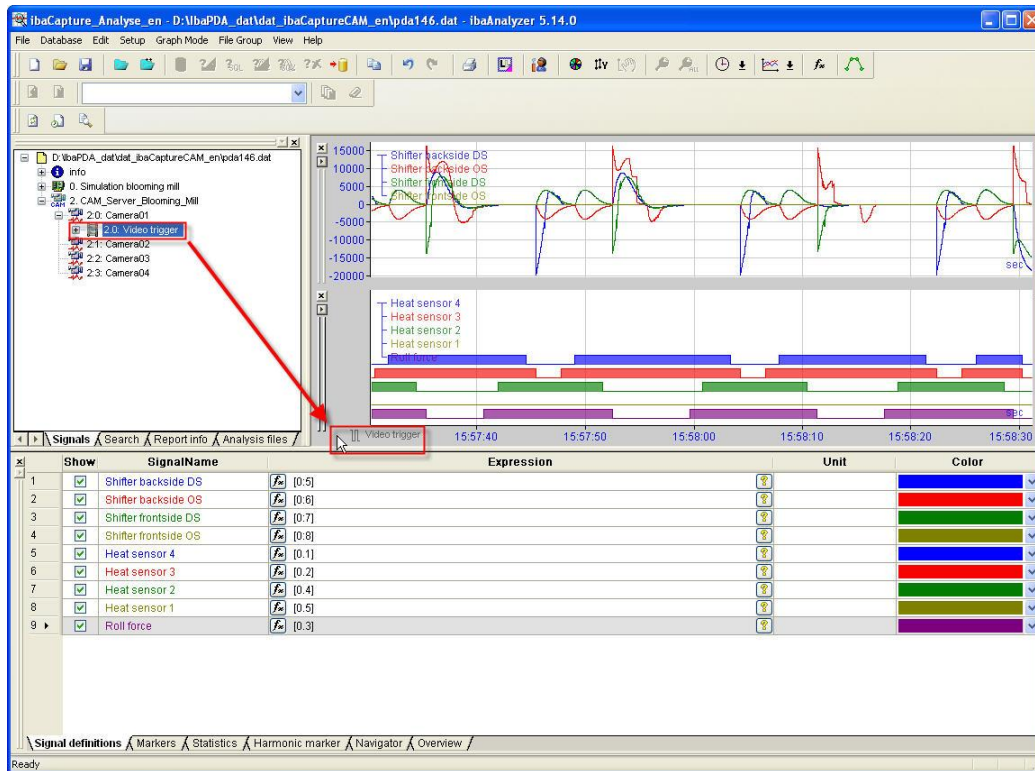 ibaCapture_Analyse_en - D:\IbaPDA_dat\dat_ibaCaptureCAM_en\pda146.dat - ibaAnalyzer 5.14.0
File Database Edit Setup Graph Mode File Group View Help
D:\IbaPDA_dat\dat_ibaCaptureCAM_en\pda146.dat
info
0. Simulation blooming mill
2. CAM_Server_Blooming_Mill
2:0: Camera01
2.0: Video trigger
2:1: Camera02
2:2: Camera03
2:3: Camera04
Signals Search Report info Analysis files
15000
10000
5000
0
-5000
-10000
-15000
-20000
Shifter backside DS
Shifter backside OS
Shifter frontside DS
Shifter frontside OS
sec
Heat sensor 4
Heat sensor 3
Heat sensor 2
Heat sensor 1
Roll force
sec
Video trigger
15:57:40 15:57:50 15:58:00 15:58:10 15:58:20 15:58:30
Show SignalName Expression Unit Color
1 Shifter backside DS fx [0:5] ?
2 Shifter backside OS fx [0:6] ?
3 Shifter frontside DS fx [0:7] ?
4 Shifter frontside OS fx [0:8] ?
5 Heat sensor 4 fx [0.1] ?
6 Heat sensor 3 fx [0.2] ?
7 Heat sensor 2 fx [0.4] ?
8 Heat sensor 1 fx [0.5] ?
9 Roll force fx [0.3] ?
Signal definitions Markers Statistics Harmonic marker Navigator Overview
Ready